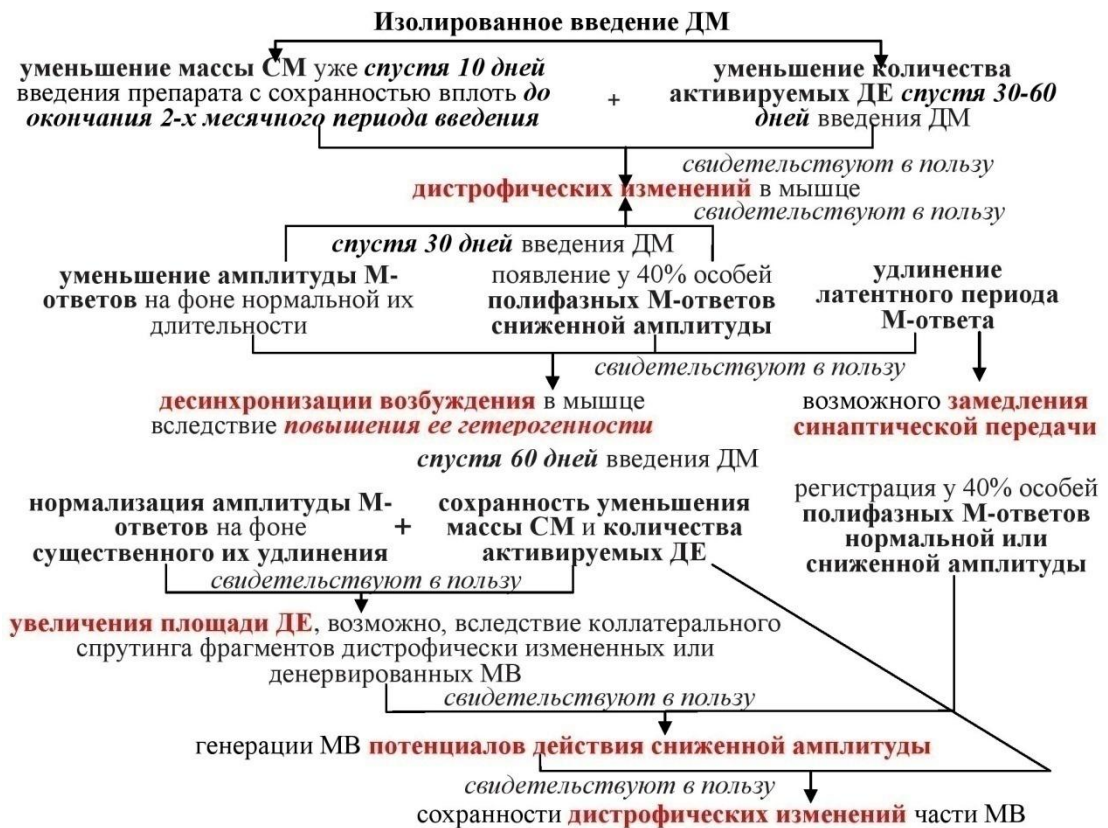 Изолированное введение ДМ
уменьшение массы СМ уже спустя 10 дней
введения препарата с сохранностью вплоть до
окончания 2-х месячного периода введения
+
уменьшение количества
активируемых ДЕ спустя 30-60
дней введения ДМ
свидетельствуют в пользу
дистрофических изменений в мышце
свидетельствуют в пользу
спустя 30 дней введения ДМ
уменьшение амплитуды М-
ответов на фоне нормальной их
длительности
появление у 40% особей
полифазных М-ответов
сниженной амплитуды
удлинение
латентного периода
М-ответа
свидетельствуют в пользу
десинхронизации возбуждения в мышце
вследствие повышения ее гетерогенности
возможного замедления
синаптической передачи
спустя 60 дней введения ДМ
нормализация амплитуды М-
ответов на фоне
существенного их удлинения
+
сохранность уменьшения
массы СМ и количества
активируемых ДЕ
регистрация у 40% особей
полифазных М-ответов
нормальной или
сниженной амплитуды
свидетельствуют в пользу
увеличения площади ДЕ, возможно, вследствие коллатерального
спрутинга фрагментов дистрофически измененных или
денервированных МВ
свидетельствуют в пользу
генерации МВ потенциалов действия сниженной амплитуды
свидетельствуют в пользу
сохранности дистрофических изменений части МВ